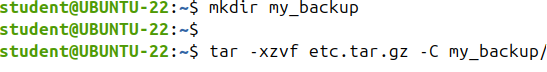 student@UBUNTU-22:~$ mkdir my_backup
student@UBUNTU-22:~$
student@UBUNTU-22:~$ tar -xzvf etc.tar.gz -C my_backup/